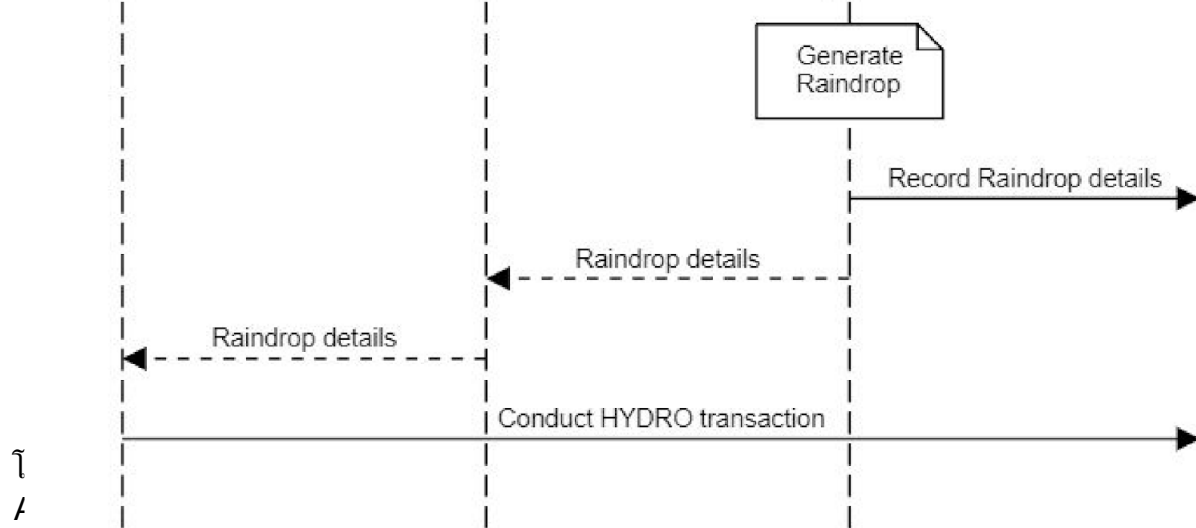 Generate
Raindrop
Record Raindrop details
Raindrop details
Raindrop details
Conduct HYDRO transaction